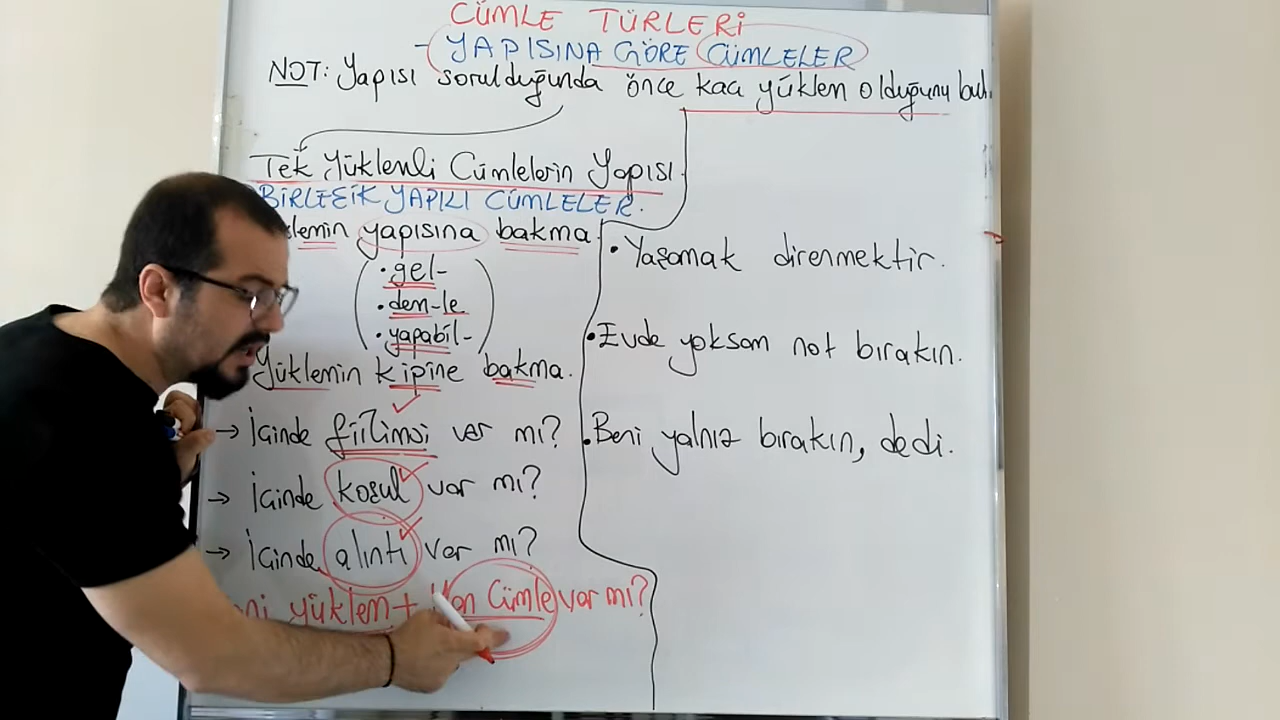 CÜMLE TÜRLERİ
- YAPISINA GÖRE CÜMLELER
NOT: Yapısı sorulduğunda önce kaç yüklem olduğunu bul.
Tek Yüklemli Cümlelerin Yapısı
BİRLEŞİK YAPILI CÜMLELER.
bakma yapısına
• gel-
• den-le
• yapabil-
Yüklemin kipine bakma.
→ İçinde fiilimsi var mı?
→ İçinde koşul var mı?
→ İçinde alıntı var mı?
yüklem + Yan Cümle var mı?
• Yaşamak direnmektir.
• Evde yoksam not bırakın.
• Beni yalnız bırakın, dedi.